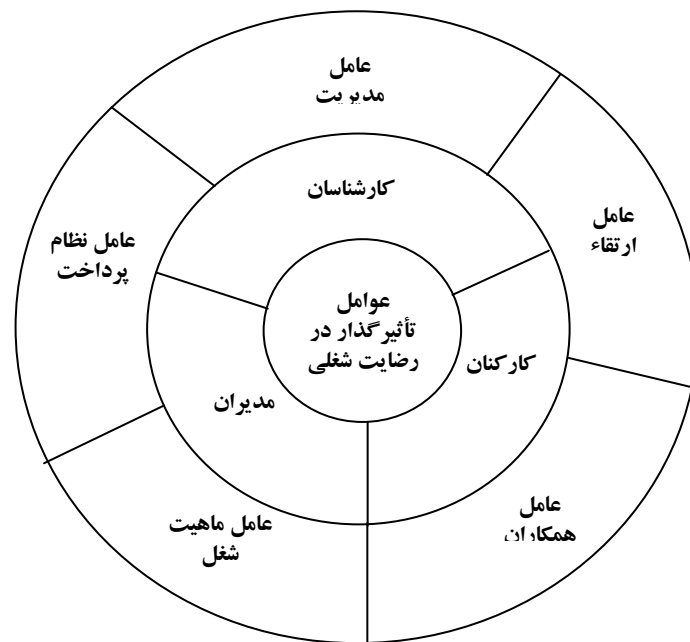 عامل
مدیریت
کارشناسان
عامل
ارتقاء
عامل نظام
پرداخت
عوامل
تأثیرگذار در
رضایت شغلی
کارکنان
مدیران
عامل
همکاران
عامل ماهیت
شغل